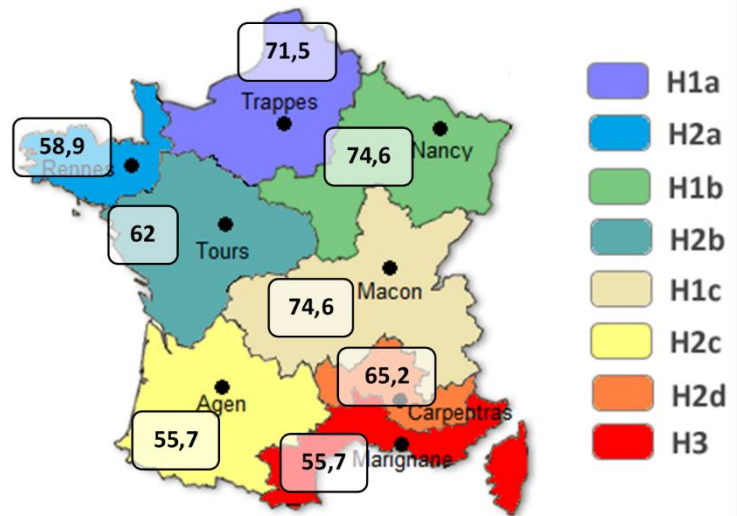 71,5
Trappes
58,9
Rennes
74,6
Nancy
62
Tours
74,6
Macon
65,2
Carpentras
Agen
55,7
55,7
Marignane
H1a
H2a
H1b
H2b
H1c
H2c
H2d
H3